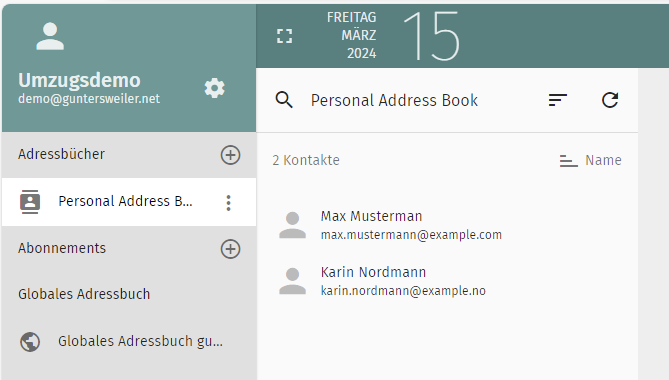 Umzugsdemo
demo@guntersweiler.net
FREITAG
MÄRZ
2024
15
Adressbücher
Personal Address B...
Abonnements
Globales Adressbuch
Globales Adressbuch gu...
Personal Address Book
2 Kontakte
Name
Max Musterman
max.mustermann@example.com
Karin Nordmann
karin.nordmann@example.no